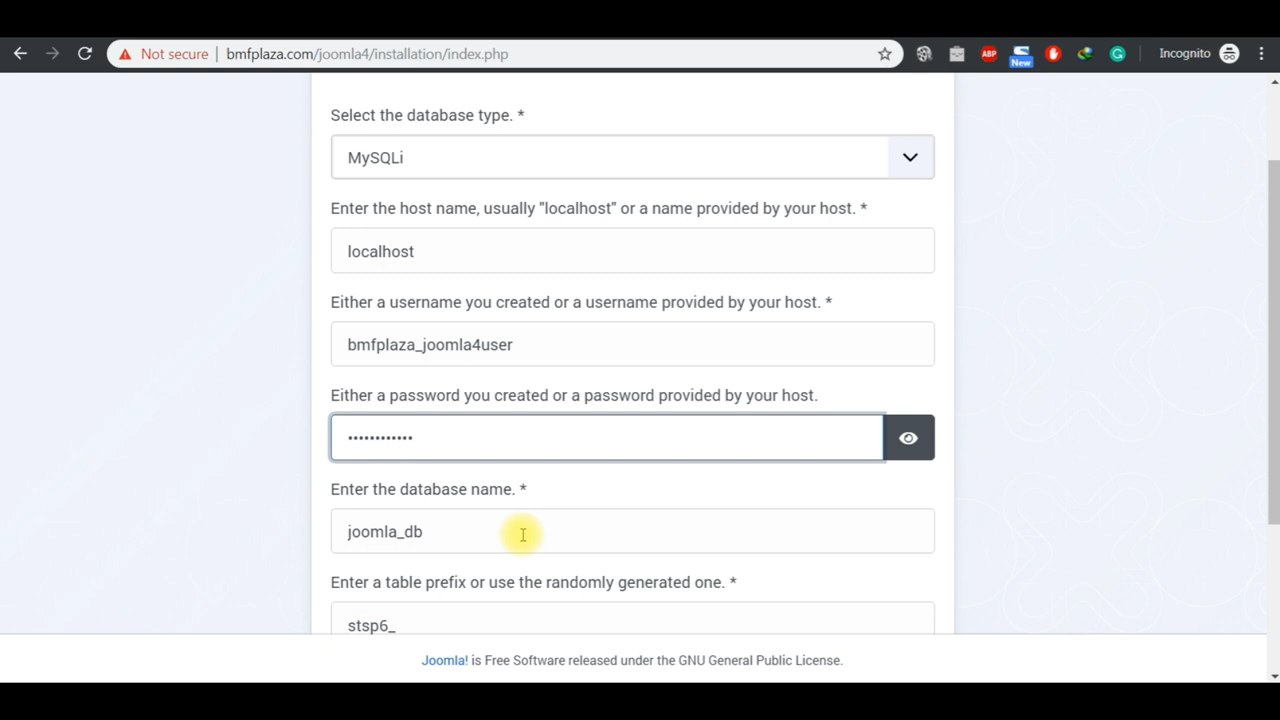 Not secure | bmfplaza.com/joomla4/installation/index.php
ABP
New
Incognito
Select the database type. *
MySQLi
Enter the host name, usually "localhost" or a name provided by your host. *
localhost
Either a username you created or a username provided by your host. *
bmfplaza_joomla4user
Either a password you created or a password provided by your host.
••••••••••••
Enter the database name. *
joomla_db
Enter a table prefix or use the randomly generated one. *
stsp6_
Joomla! is Free Software released under the GNU General Public License.